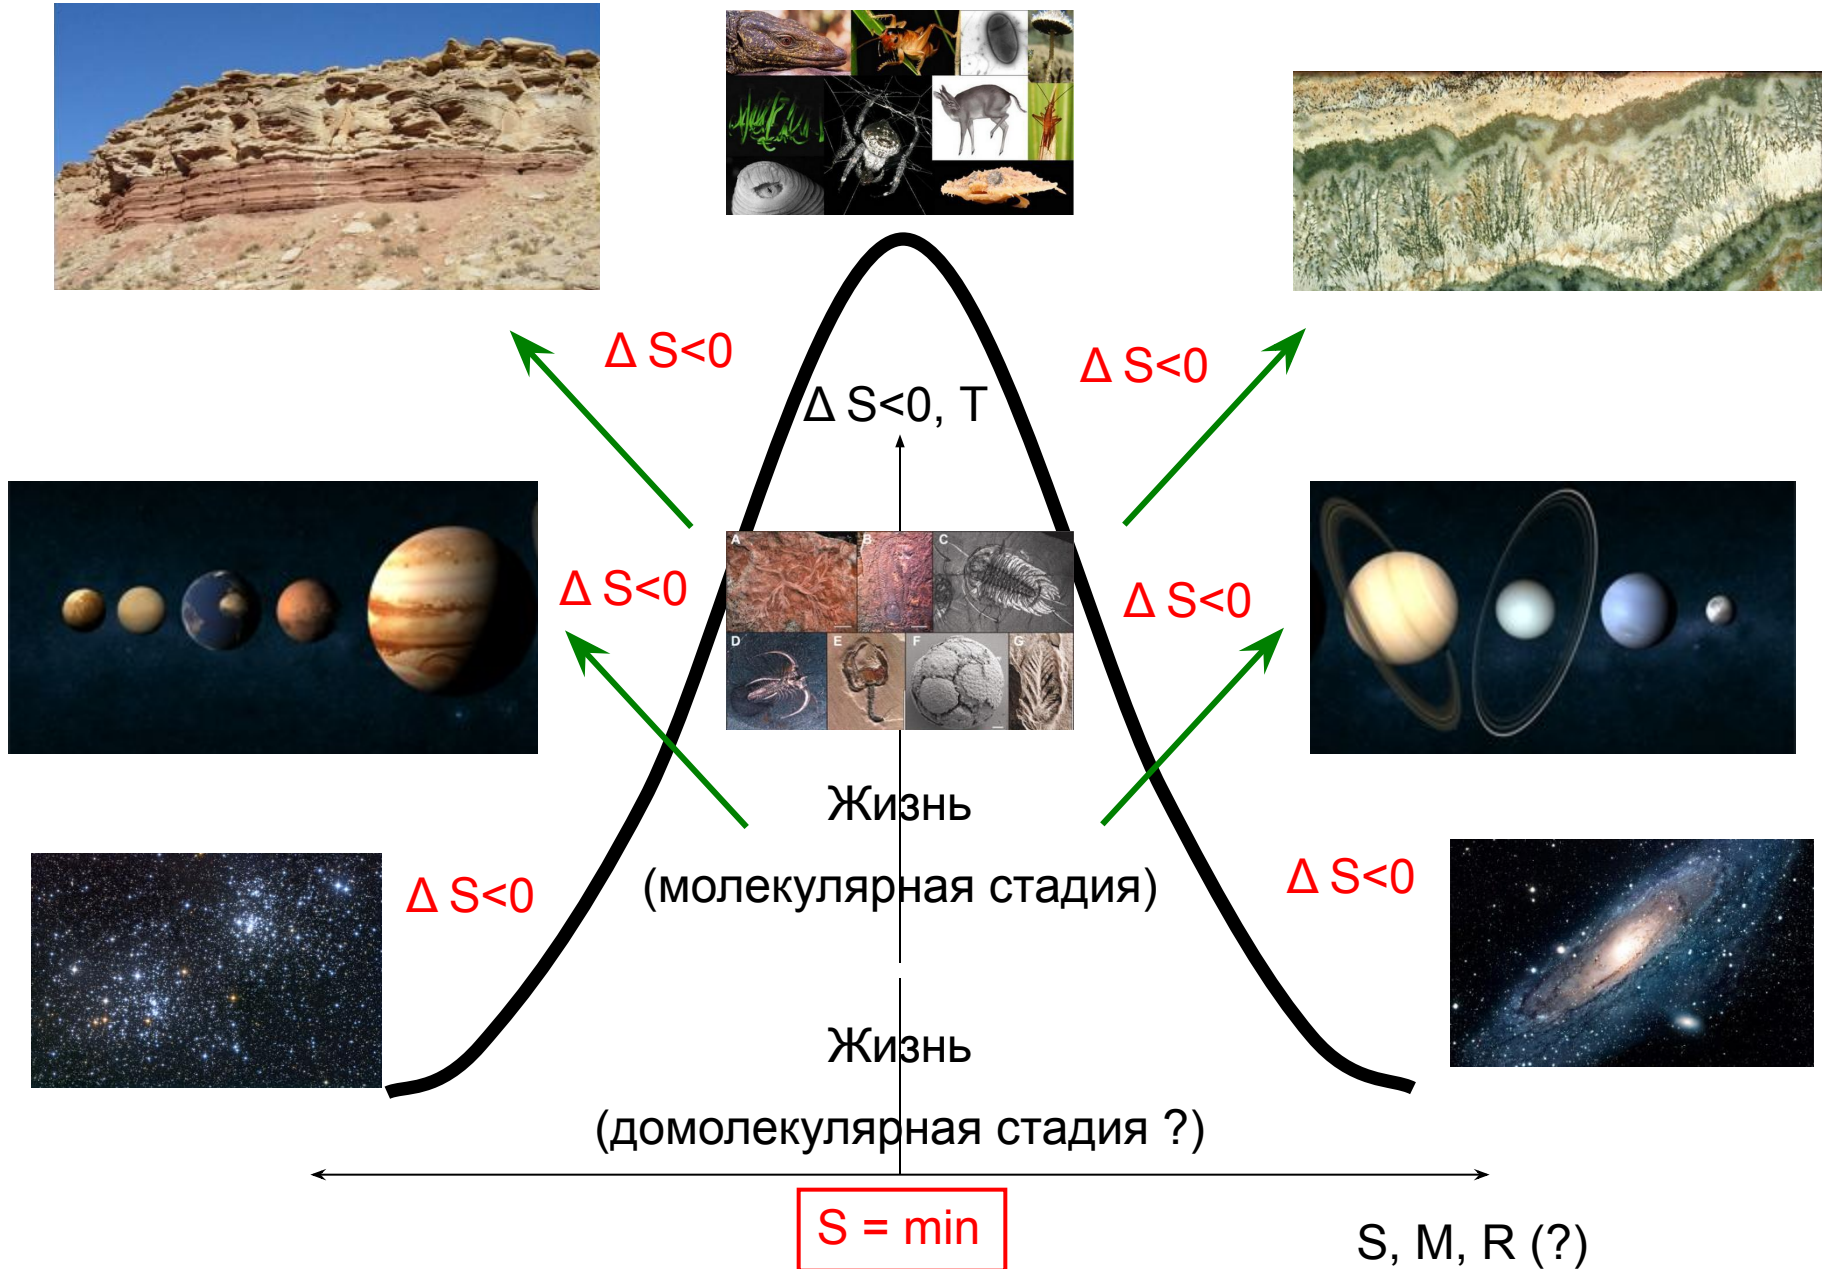 Δ S<0
Δ S<0
Δ S<0, T
A
B
C
Δ S<0
Δ S<0
D
E
F
G
Жизнь
(молекулярная стадия)
Δ S<0
Δ S<0
Жизнь
(домолекулярная стадия ?)
S = min
S, M, R (?)